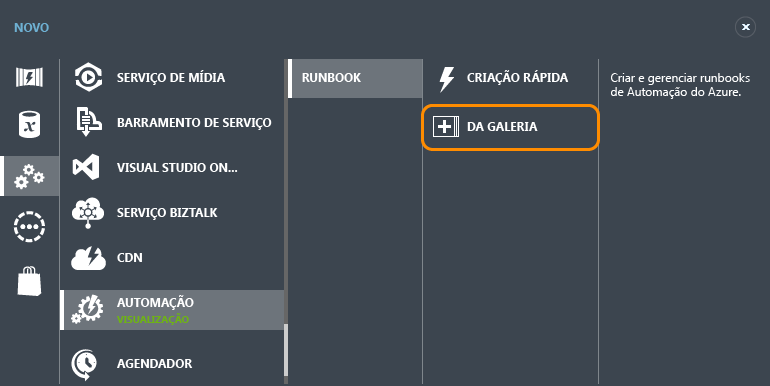 NOVO
SERVIÇO DE MÍDIA
BARRAMENTO DE SERVIÇO
VISUAL STUDIO ON...
SERVIÇO BIZTALK
CDN
AUTOMAÇÃO
VISUALIZAÇÃO
AGENDADOR
RUNBOOK
CRIAÇÃO RÁPIDA
DA GALERIA
Criar e gerenciar runbooks
de Automação do Azure.